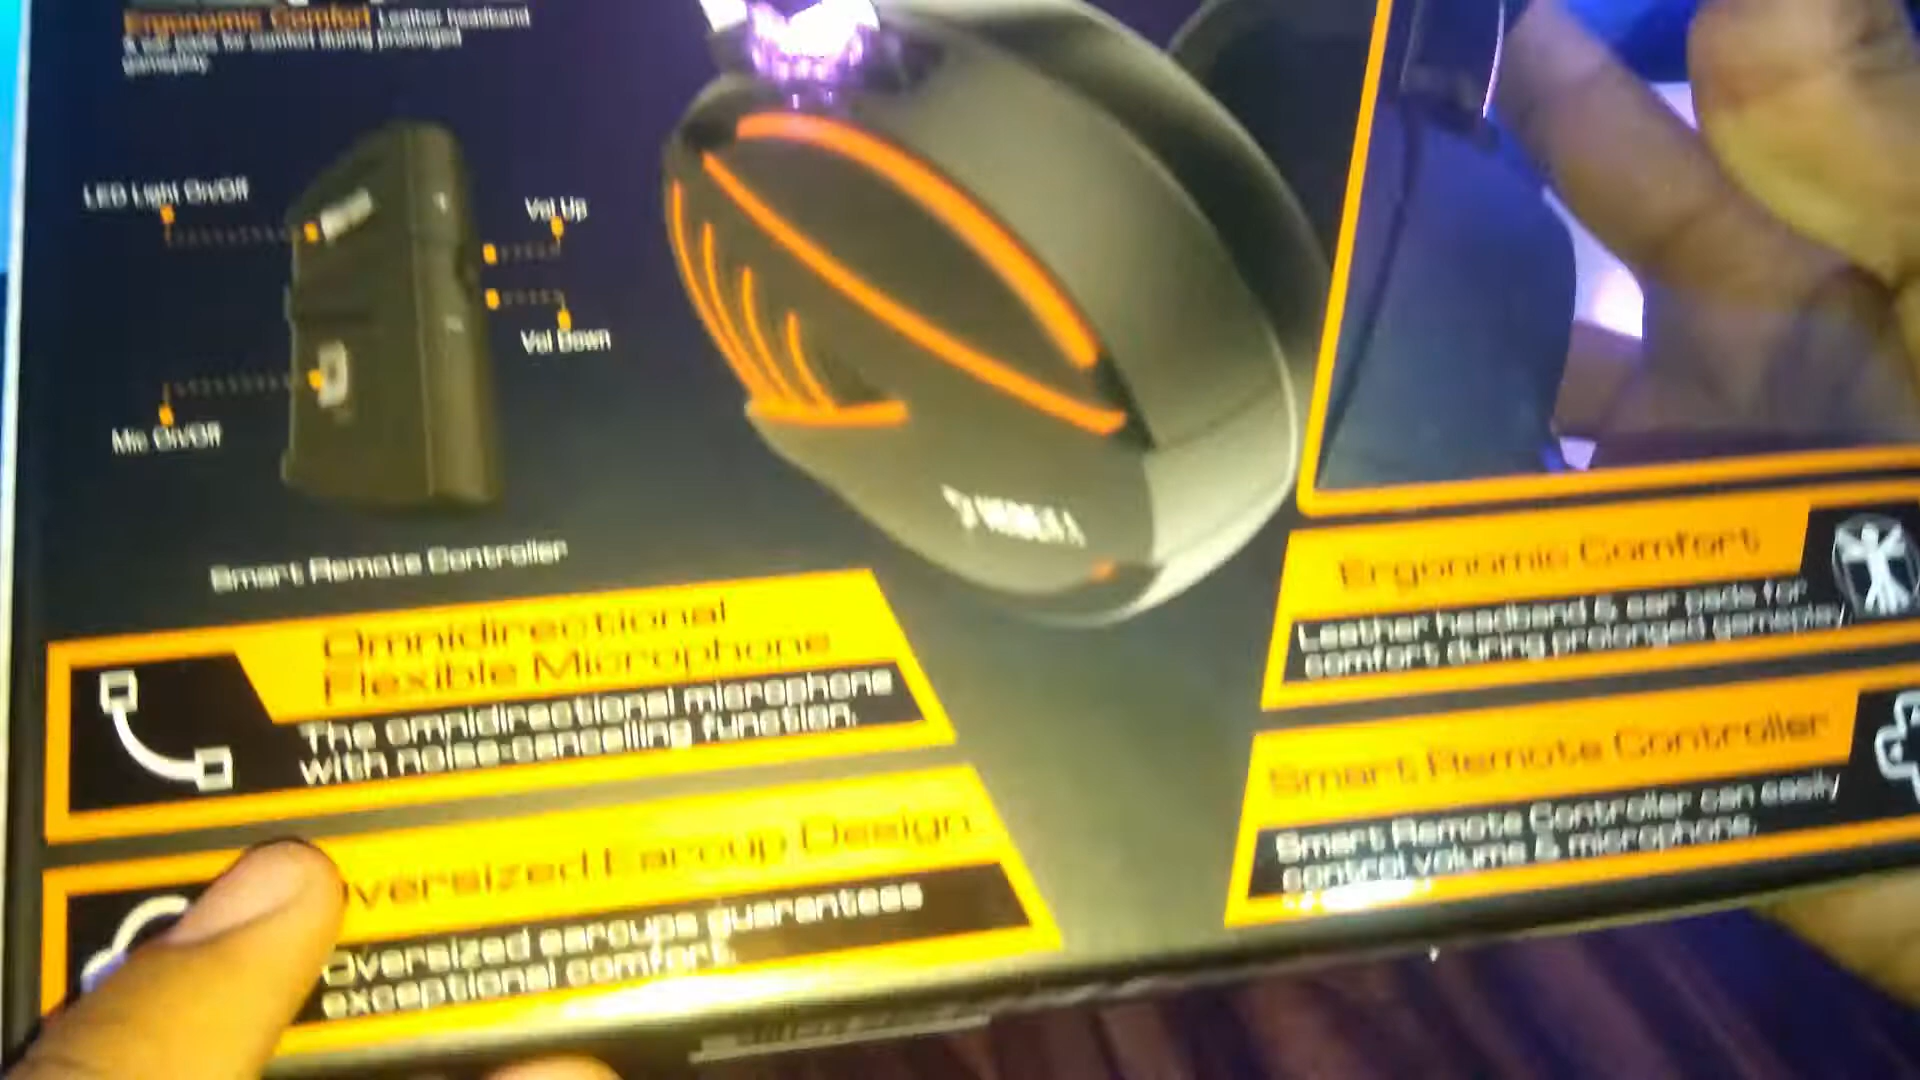 Ergonomic Comfort Leather headband
& ear pads for comfort during prolonged
gameplay
LED Light On/Off
Vol Up
Vol Down
Mic On/Off
Smart Remote Controller
Omnidirectional
Flexible Microphone
The omnidirectional microphone
with noise-cancelling function.
Oversized Earcup Design
Oversized earcups guarantees
exceptional comfort.
Ergonomic Comfort
Leather headband & ear pads for
comfort during prolonged gameplay
Smart Remote Controller
Smart Remote Controller can easily
control volume & microphone.